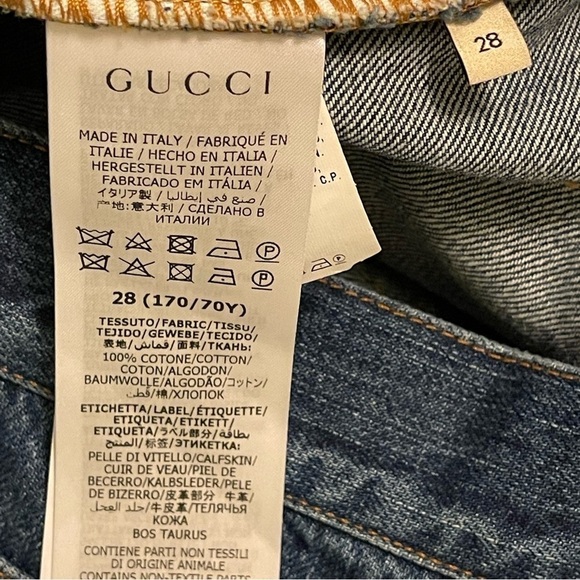 GUCCI
28
MADE IN ITALY / FABRIQUÉ EN
ITALIE / HECHO EN ITALIA /
HERGESTELLT IN ITALIEN /
FABRICADO EM ITÁLIA /
イタリア製 / صنع في إيطاليا /
产地:意大利 / СДЕЛАНО В
ИТАЛИИ
N.
C.P.
P
P
28 (170/70Y)
TESSUTO/FABRIC/TISSU/
TEJIDO/GEWEBE/TECIDO/
表地/قماش/面料/ТКАНЬ:
100% COTONE/COTTON/
COTON/ALGODON/
BAUMWOLLE/ALGODÃO/コットン/
قطن/棉/ХЛОПОК
ETICHETTA/LABEL/ÉTIQUETTE/
ETIQUETA/ETIKETT/
ETIQUETA/ラベル部分/بطاقة/
المنتج/标签/ЭТИКЕТКА:
PELLE DI VITELLO/CALFSKIN/
CUIR DE VEAU/PIEL DE
BECERRO/KALBSLEDER/PELE
DE BIZERRO/牛革/皮革部分 牛革/
جلد العجل/ТЕЛЯЧЬЯ
КОЖА
BOS TAURUS
CONTIENE PARTI NON TESSILI
DI ORIGINE ANIMALE
CONTAINS NON-TEXTILE PARTS